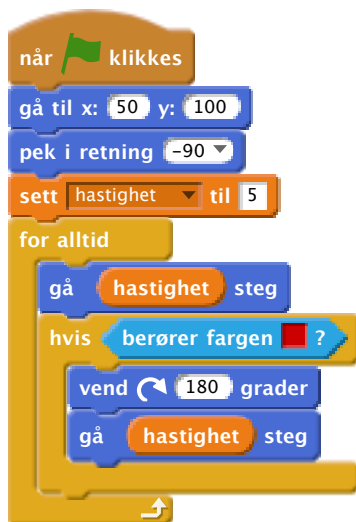 når klikkes
gå til x: 50 y: 100
pek i retning -90
sett hastighet til 5
for alltid
gå hastighet steg
hvis berører fargen ?
vend 180 grader
gå hastighet steg